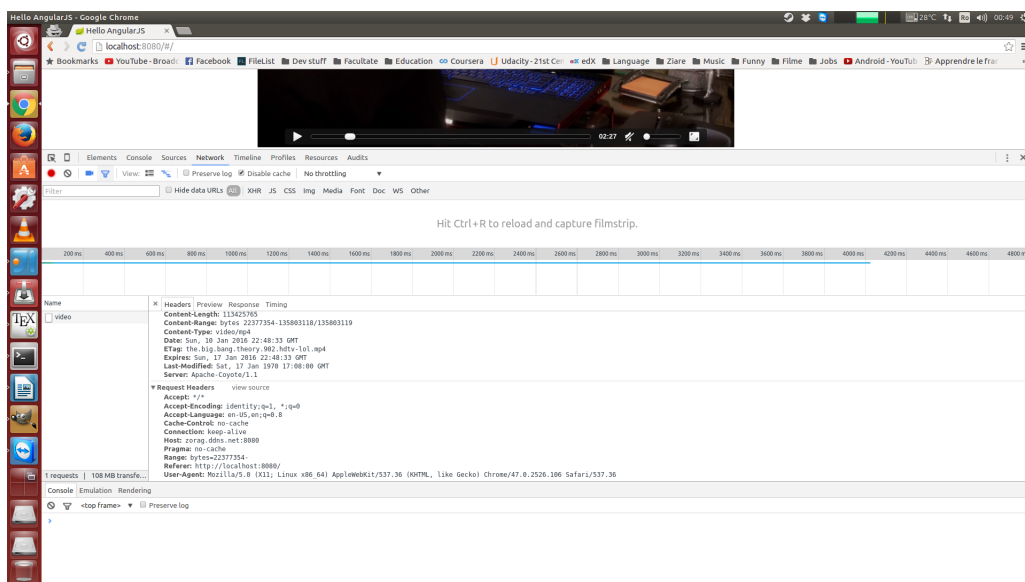 Hello AngularJS - Google Chrome
28°C Ro 00:49
Hello AngularJS ×
localhost:8080/#/
Bookmarks YouTube - Broadc Facebook FileList Dev stuff Facultate Education Coursera Udacity - 21st Cen edX Language Ziare Music Funny Filme Jobs Android - YouTub Apprendre le frac
02:27
Elements Console Sources Network Timeline Profiles Resources Audits
View: Preserve log Disable cache No throttling
Filter Hide data URLs All XHR JS CSS Img Media Font Doc WS Other
Hit Ctrl+R to reload and capture filmstrip.
200 ms 400 ms 600 ms 800 ms 1000 ms 1200 ms 1400 ms 1600 ms 1800 ms 2000 ms 2200 ms 2400 ms 2600 ms 2800 ms 3000 ms 3200 ms 3400 ms 3600 ms 3800 ms 4000 ms 4200 ms 4400 ms 4600 ms 4800 m
Name × Headers Preview Response Timing
video
Content-Length: 113425765
Content-Range: bytes 22377354-135803118/135803119
Content-Type: video/mp4
Date: Sun, 10 Jan 2016 22:48:33 GMT
ETag: the.big.bang.theory.902.hdtv-lol.mp4
Expires: Sun, 17 Jan 2016 22:48:33 GMT
Last-Modified: Sat, 17 Jan 1970 17:08:00 GMT
Server: Apache-Coyote/1.1
Request Headers view source
Accept: */*
Accept-Encoding: identity;q=1, *;q=0
Accept-Language: en-US,en;q=0.8
Cache-Control: no-cache
Connection: keep-alive
Host: zorag.ddns.net:8080
Pragma: no-cache
Range: bytes=22377354-
Referer: http://localhost:8080/
User-Agent: Mozilla/5.0 (X11; Linux x86_64) AppleWebKit/537.36 (KHTML, like Gecko) Chrome/47.0.2526.106 Safari/537.36
1 requests | 108 MB transfe...
Console Emulation Rendering
<top frame> Preserve log
TEX